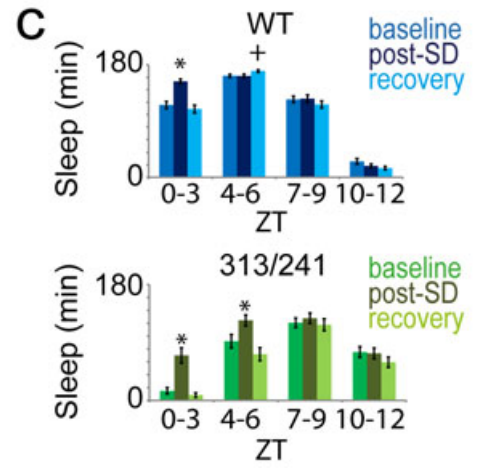 C
WT
baseline
post-SD
recovery
Sleep (min)
180
0
*
+
0-3 4-6 7-9 10-12
ZT
313/241
baseline
post-SD
recovery
Sleep (min)
180
0
*
*
0-3 4-6 7-9 10-12
ZT